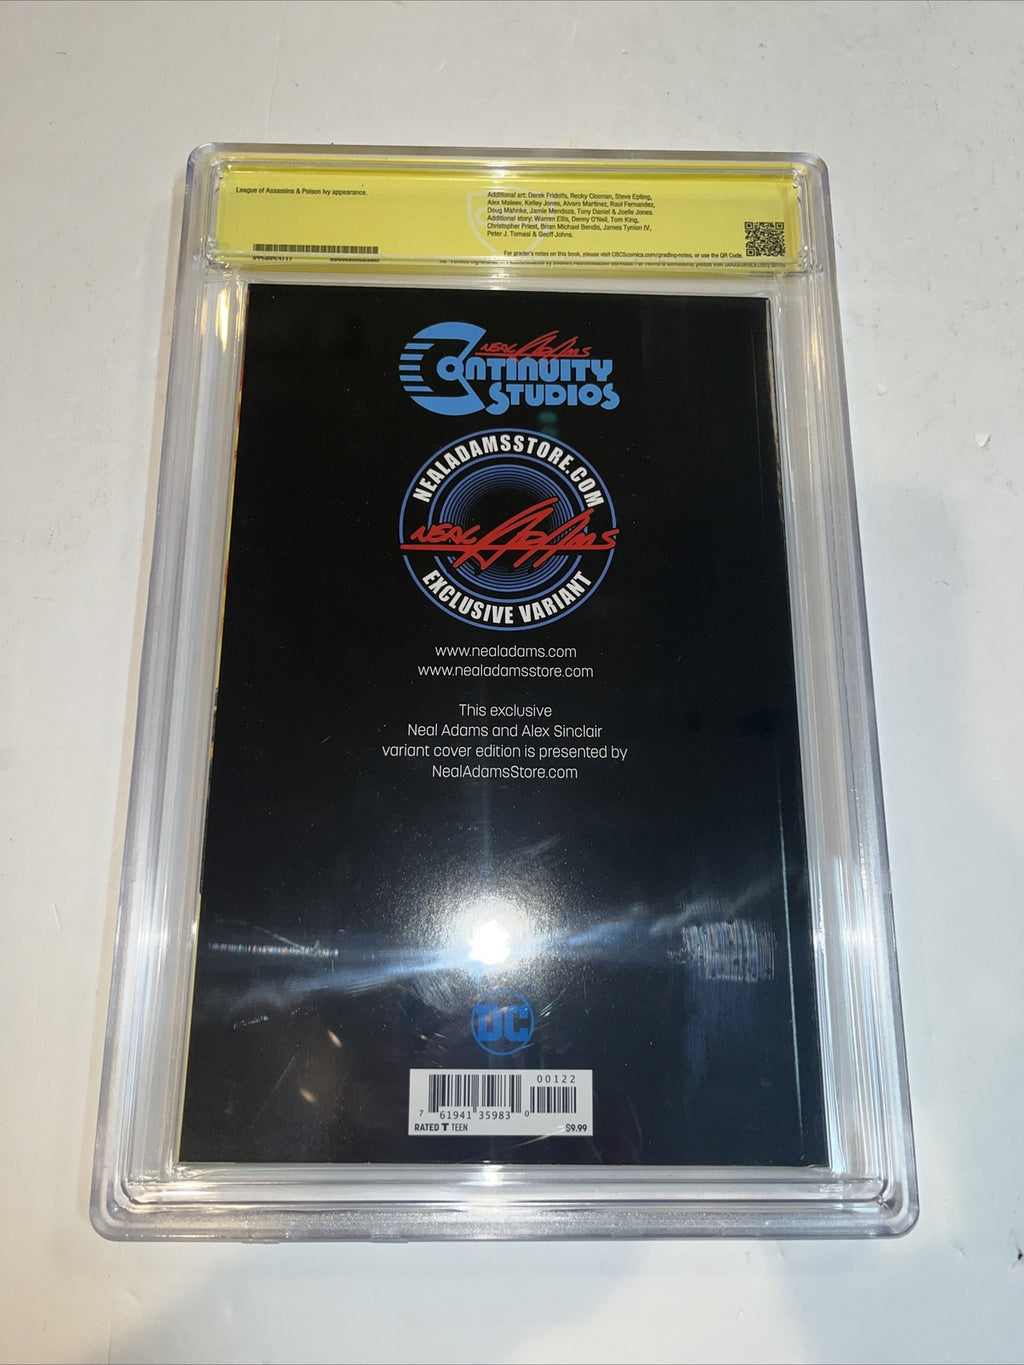 League of Assassins & Poison Ivy appearance.
Additional art: Derek Fridolfs, Becky Cloonan, Steve Epting,
Alex Maleev, Kelley Jones, Alvaro Martinez, Raul Fernandez,
Doug Mahnke, Jamie Mendoza, Tony Daniel & Joelle Jones.
Additional story: Warren Ellis, Denny O'Neil, Tom King,
Christopher Priest, Brian Michael Bendis, James Tynion IV,
Peter J. Tomasi & Geoff Johns.
For grader's notes on this book, please visit CBCScomics.com/grading-notes, or use the QR Code.
NEAL ADAMS
CONTINUITY
STUDIOS
NEALADAMSSTORE.COM
NEAL ADAMS
EXCLUSIVE VARIANT
www.nealadams.com
www.nealadamsstore.com
This exclusive
Neal Adams and Alex Sinclair
variant cover edition is presented by
NealAdamsStore.com
DC
00122
7 61941 35983 0
RATED T TEEN $9.99